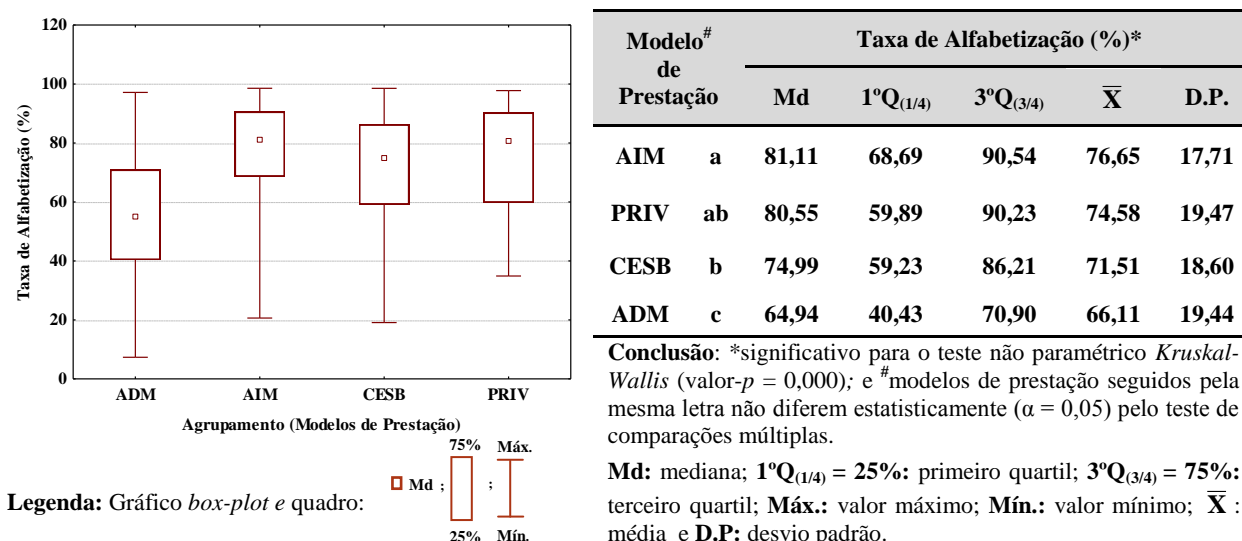 120
100
80
60
40
20
0
Taxa de Alfabetização (%)
ADM AIM CESB PRIV
Agrupamento (Modelos de Prestação)
Legenda: Gráfico box-plot e quadro:
Md ; 75% 25% ; Máx. Mín.
Modelo# de Prestação
Taxa de Alfabetização (%)*
Md 1ºQ(1/4) 3ºQ(3/4) X̅ D.P.
AIM a 81,11 68,69 90,54 76,65 17,71
PRIV ab 80,55 59,89 90,23 74,58 19,47
CESB b 74,99 59,23 86,21 71,51 18,60
ADM c 64,94 40,43 70,90 66,11 19,44
Conclusão: *significativo para o teste não paramétrico Kruskal-
Wallis (valor-p = 0,000); e #modelos de prestação seguidos pela
mesma letra não diferem estatisticamente (α = 0,05) pelo teste de
comparações múltiplas.
Md: mediana; 1ºQ(1/4) = 25%: primeiro quartil; 3ºQ(3/4) = 75%:
terceiro quartil; Máx.: valor máximo; Mín.: valor mínimo; X̅ :
média e D.P: desvio padrão.